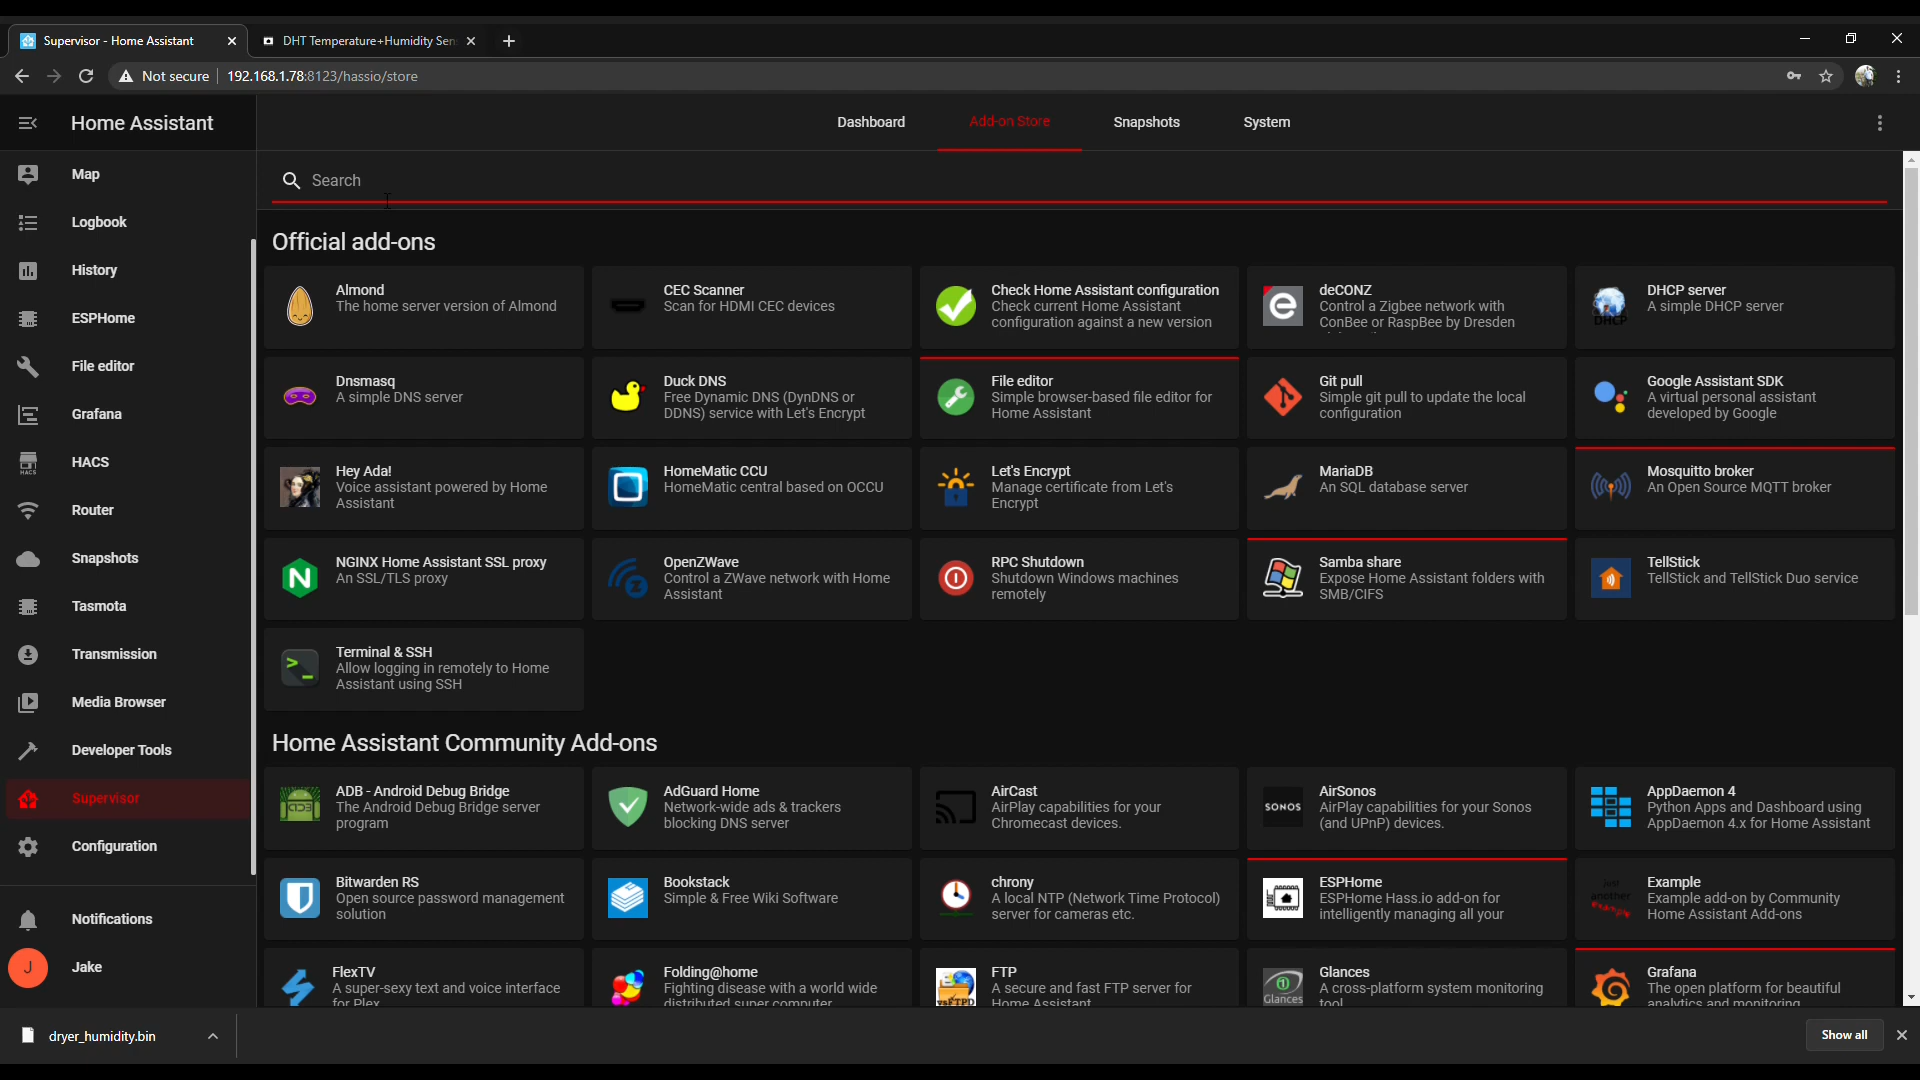 Supervisor - Home Assistant
DHT Temperature+Humidity Sen
Not secure
192.168.1.78:8123/hassio/store
Home Assistant
Dashboard
Add-on Store
Snapshots
System
Map
Logbook
History
ESPHome
File editor
Grafana
HACS
HACS
Router
Snapshots
Tasmota
Transmission
Media Browser
Developer Tools
Supervisor
Configuration
Notifications
J
Jake
Search
Official add-ons
Almond
The home server version of Almond
CEC Scanner
Scan for HDMI CEC devices
Check Home Assistant configuration
Check current Home Assistant
configuration against a new version
deCONZ
Control a Zigbee network with
ConBee or RaspBee by Dresden
DHCP
DHCP server
A simple DHCP server
Dnsmasq
A simple DNS server
Duck DNS
Free Dynamic DNS (DynDNS or
DDNS) service with Let's Encrypt
File editor
Simple browser-based file editor for
Home Assistant
Git pull
Simple git pull to update the local
configuration
Google Assistant SDK
A virtual personal assistant
developed by Google
Hey Ada!
Voice assistant powered by Home
Assistant
HomeMatic CCU
HomeMatic central based on OCCU
Let's Encrypt
Manage certificate from Let's
Encrypt
MariaDB
An SQL database server
Mosquitto broker
An Open Source MQTT broker
N
NGINX Home Assistant SSL proxy
An SSL/TLS proxy
OpenZWave
Control a ZWave network with Home
Assistant
RPC Shutdown
Shutdown Windows machines
remotely
Samba share
Expose Home Assistant folders with
SMB/CIFS
TellStick
TellStick and TellStick Duo service
Terminal & SSH
Allow logging in remotely to Home
Assistant using SSH
Home Assistant Community Add-ons
ADB - Android Debug Bridge
The Android Debug Bridge server
program
AdGuard Home
Network-wide ads & trackers
blocking DNS server
AirCast
AirPlay capabilities for your
Chromecast devices.
SONOS
AirSonos
AirPlay capabilities for your Sonos
(and UPnP) devices.
AppDaemon 4
Python Apps and Dashboard using
AppDaemon 4.x for Home Assistant
Bitwarden RS
Open source password management
solution
Bookstack
Simple & Free Wiki Software
chrony
A local NTP (Network Time Protocol)
server for cameras etc.
ESPHome
ESPHome Hass.io add-on for
intelligently managing all your
just
another
Example
Example add-on by Community
Home Assistant Add-ons
FlexTV
A super-sexy text and voice interface
for Plex
Folding@home
Fighting disease with a world wide
distributed super computer
vsFTPD
FTP
A secure and fast FTP server for
Home Assistant
Glances
Glances
A cross-platform system monitoring
tool
Grafana
The open platform for beautiful
analytics and monitoring
dryer_humidity.bin
Show all